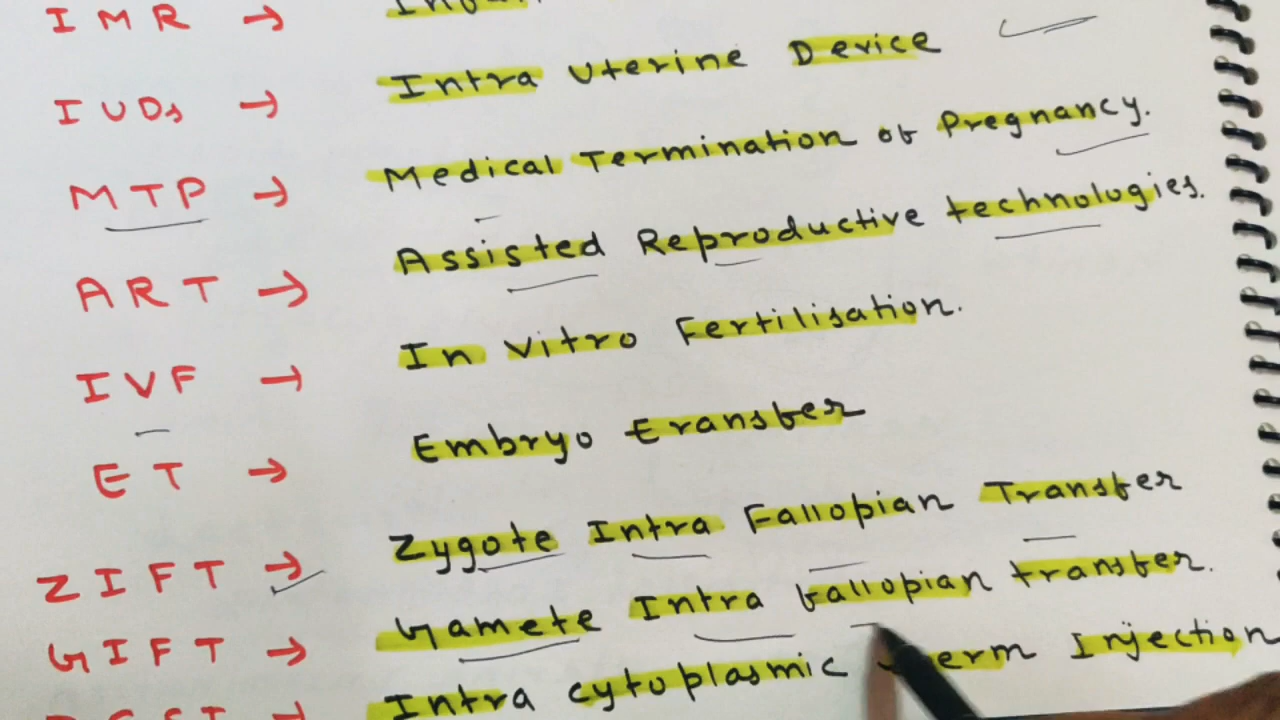 IMR →
IUDs → Intra Uterine Device
MTP → Medical Termination of Pregnancy.
ART → Assisted Reproductive technologies.
IVF → In vitro Fertilisation.
ET → Embryo transfer
ZIFT → Zygote Intra Fallopian Transfer
GIFT → Gamete Intra fallopian transfer.
Intra cytoplasmic Injection